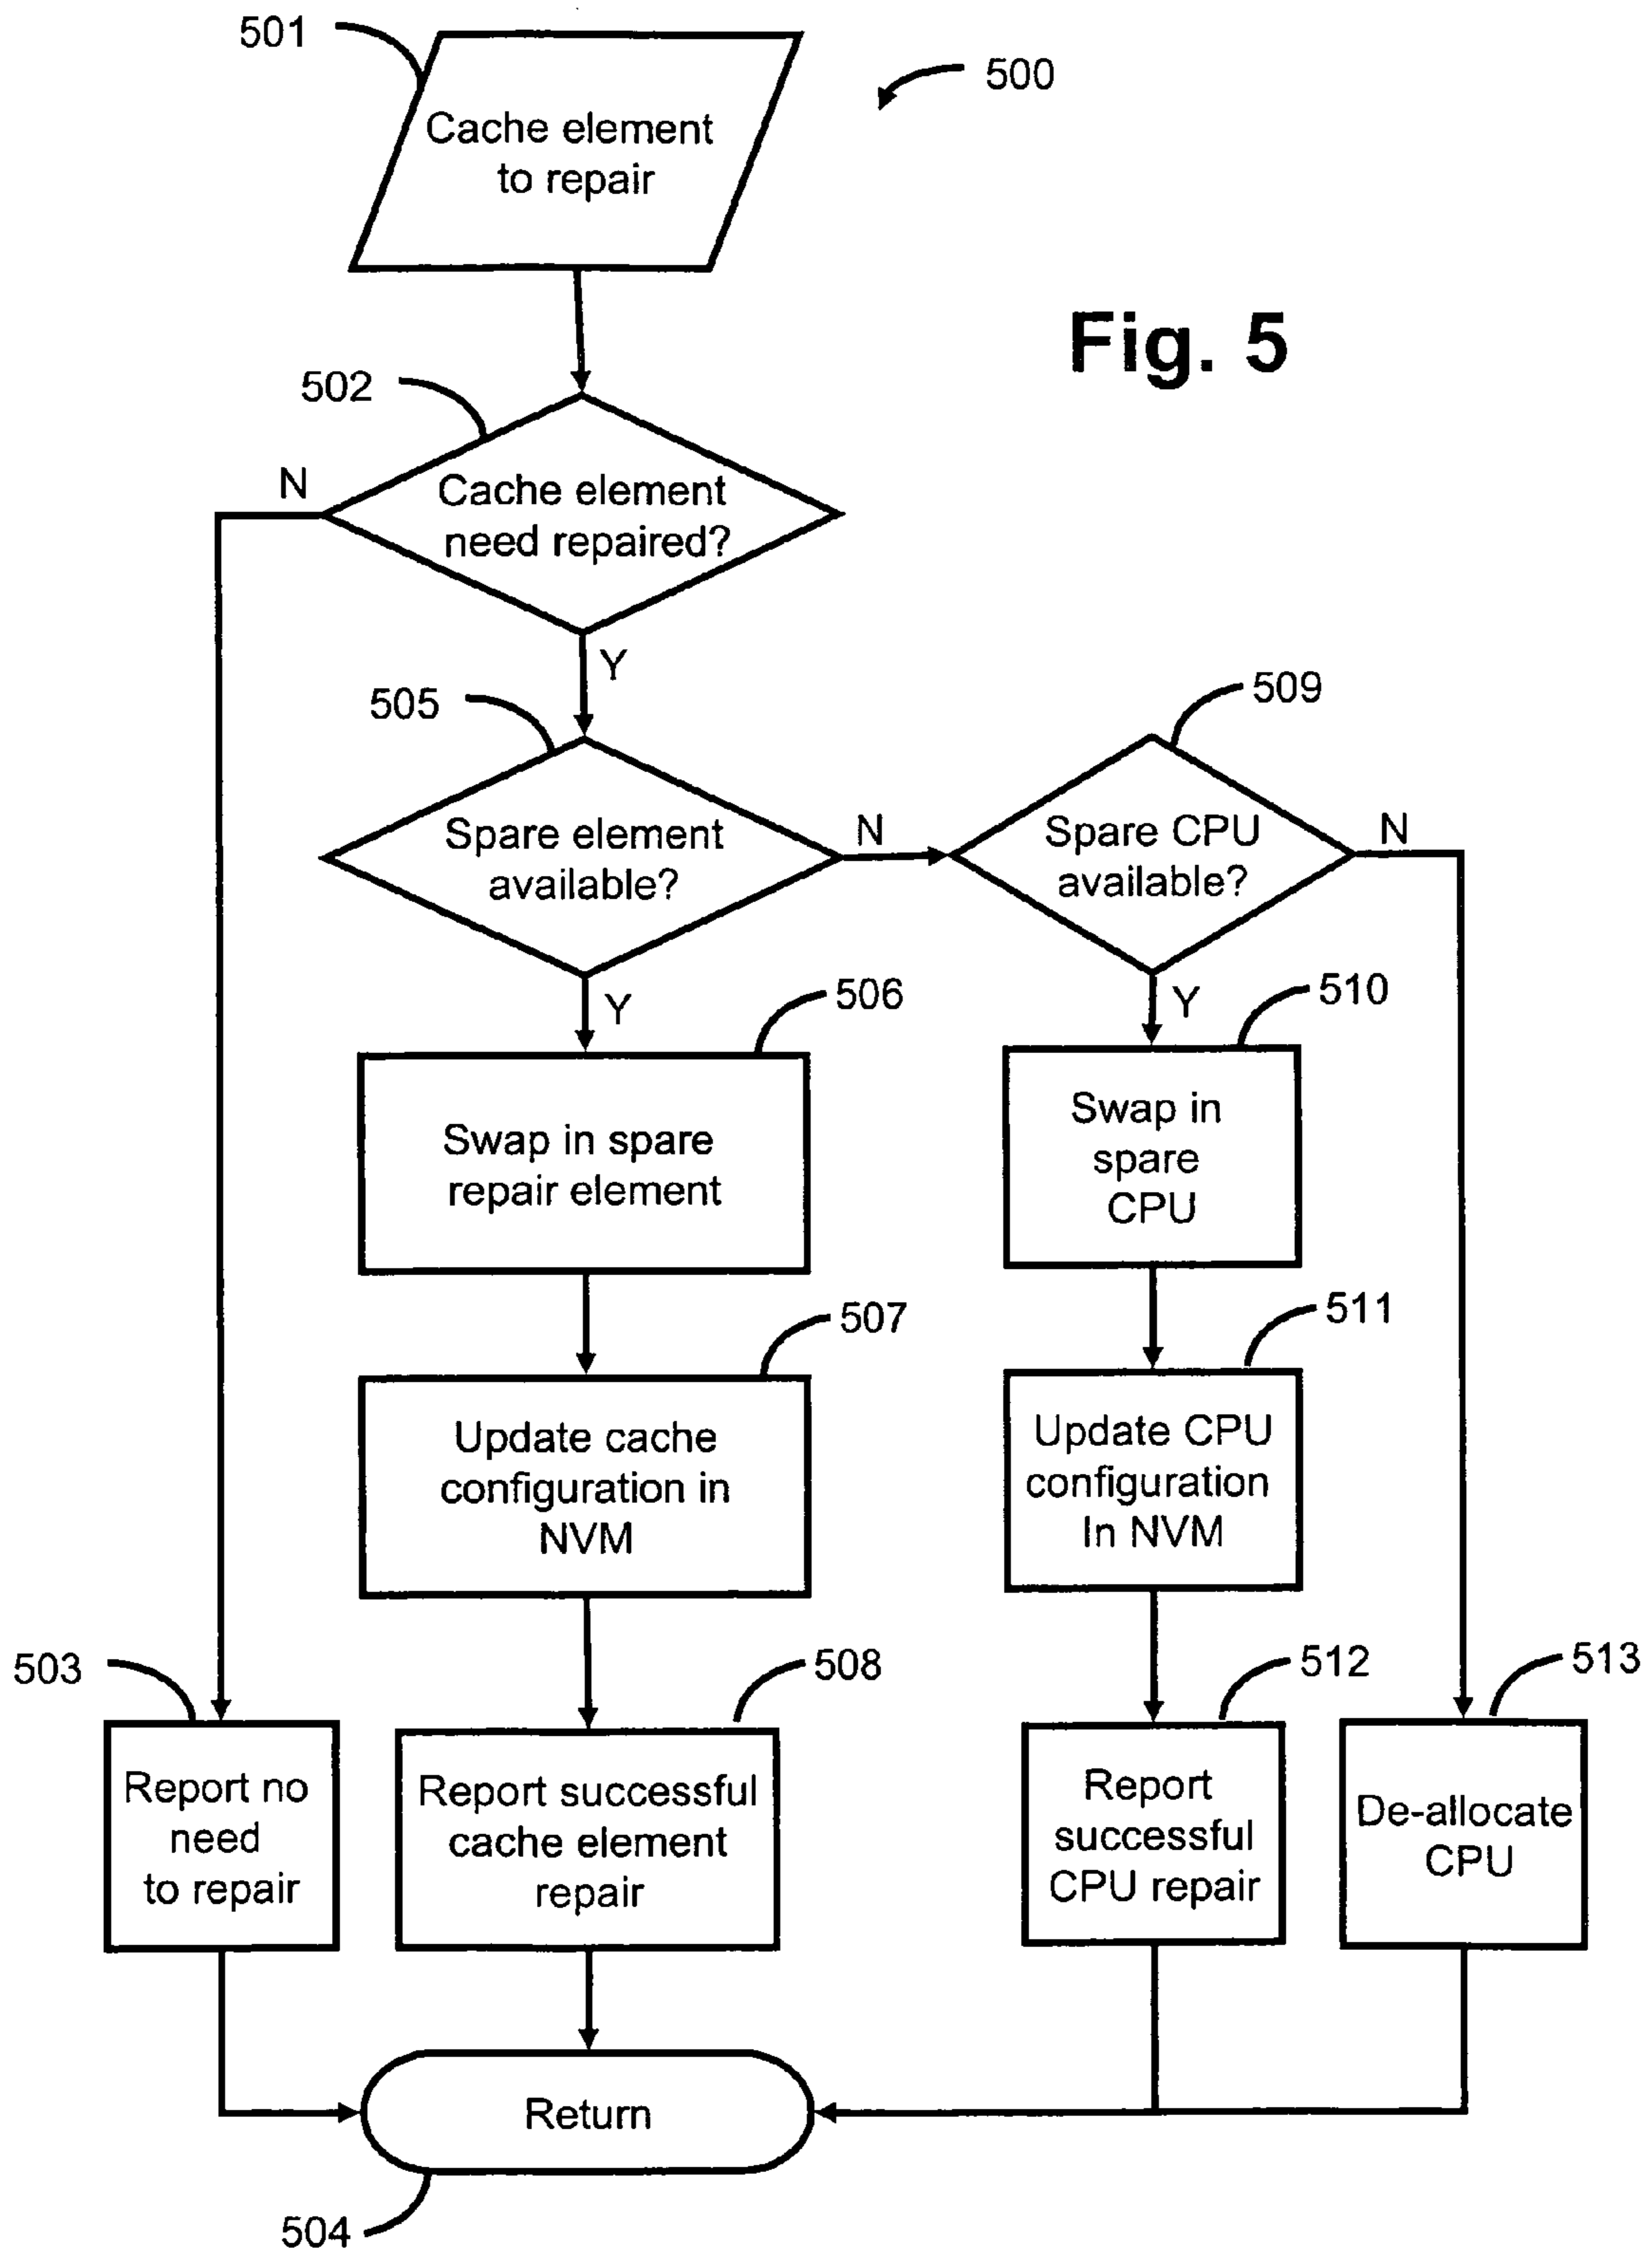 501
500
Cache element
to repair
Fig. 5
502
N
Cache element
need repaired?
Y
505
509
Spare element
available?
N
Spare CPU
available?
N
Y
506
Y
510
Swap in spare
repair element
Swap in
spare
CPU
507
511
Update cache
configuration in
NVM
Update CPU
configuration
In NVM
503
508
512
513
Report no
need
to repair
Report successful
cache element
repair
Report
successful
CPU repair
De-allocate
CPU
Return
504